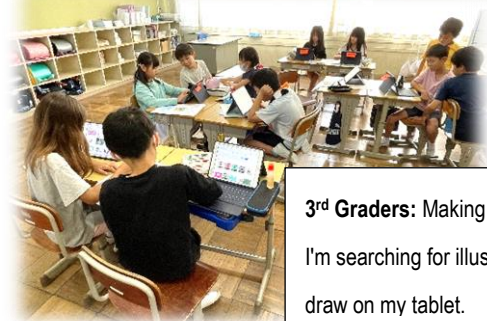 3rd Graders: Making
I'm searching for illus
draw on my tablet.